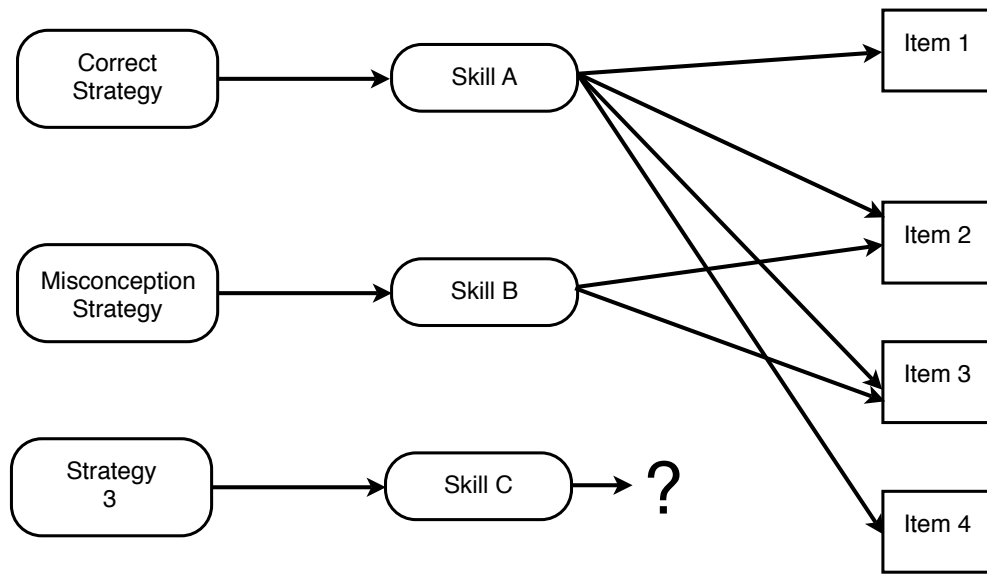 Correct
Strategy
Skill A
Item 1
Item 2
Misconception
Strategy
Skill B
Item 3
Strategy
3
Skill C
?
Item 4